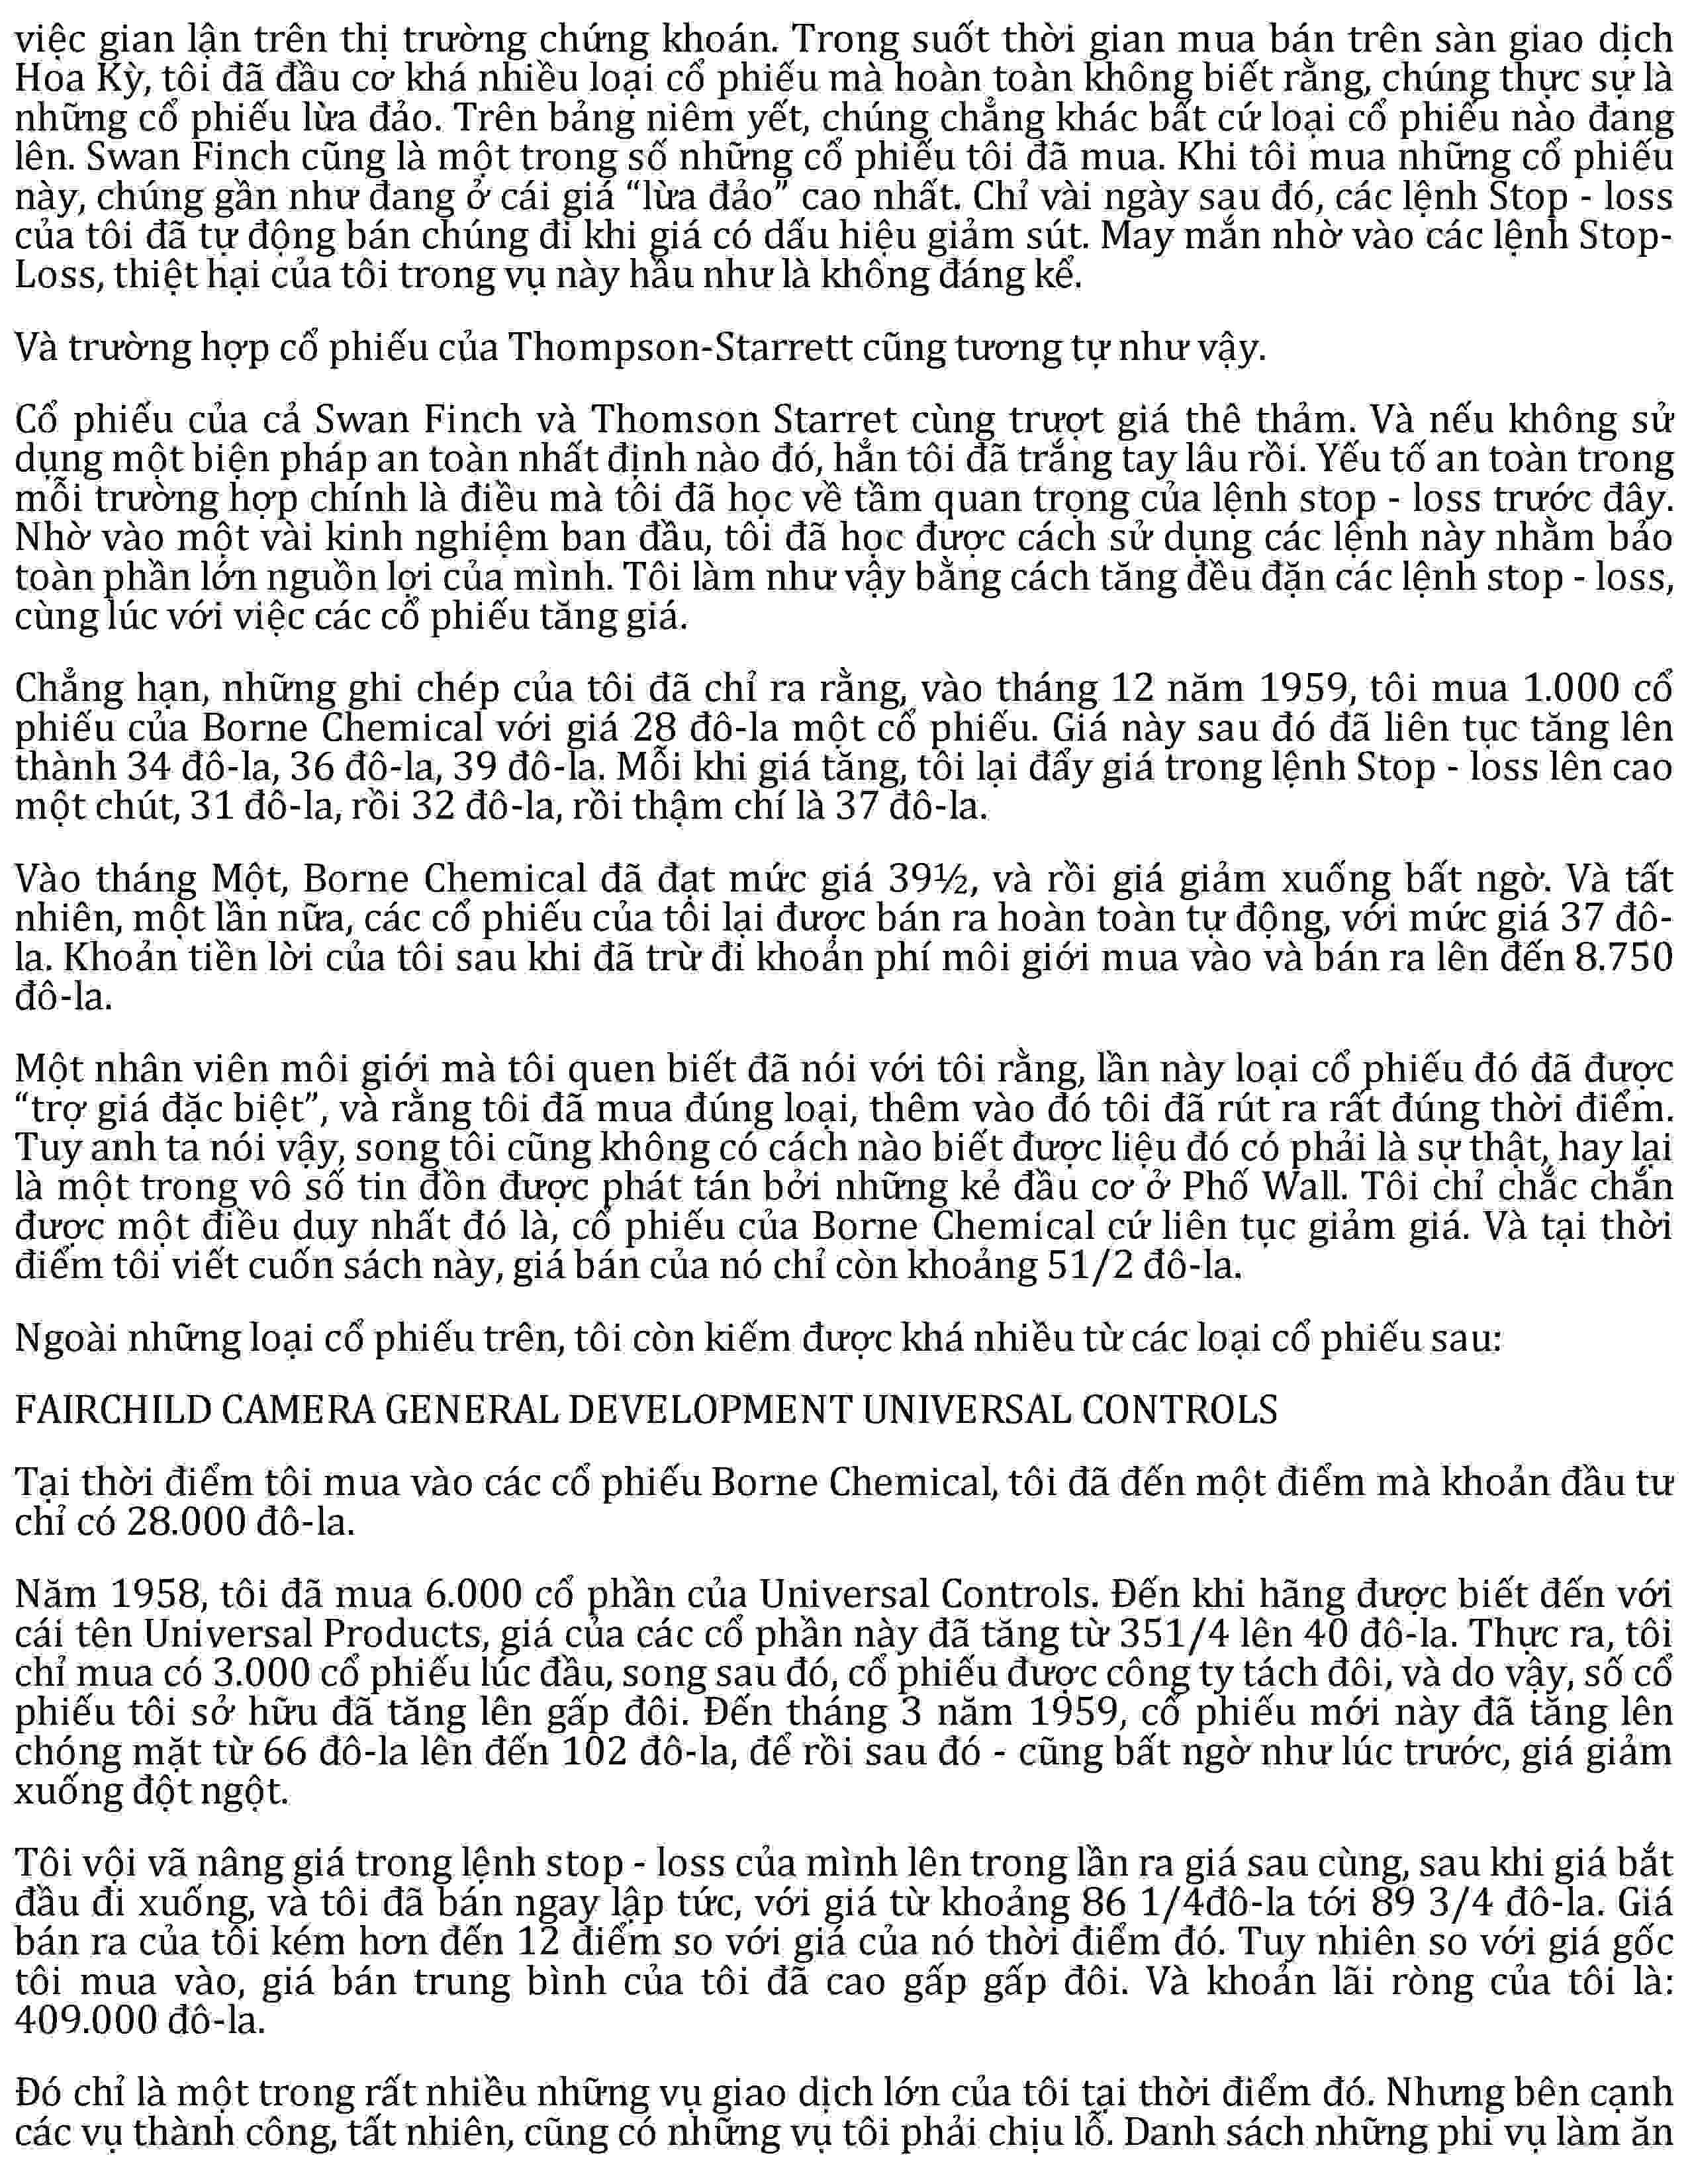 việc gian lận trên thị trường chứng khoán. Trong suốt thời gian mua bán trên sàn giao dịch
Hoa Kỳ, tôi đã đầu cơ khá nhiều loại cổ phiếu mà hoàn toàn không biết rằng, chúng thực sự là
những cổ phiếu lừa đảo. Trên bảng niêm yết, chúng chẳng khác bất cứ loại cổ phiếu nào đang
lên. Swan Finch cũng là một trong số những cổ phiếu tôi đã mua. Khi tôi mua những cổ phiếu
này, chúng gần như đang ở cái giá “lừa đảo” cao nhất. Chỉ vài ngày sau đó, các lệnh Stop - loss
của tôi đã tự động bán chúng đi khi giá có dấu hiệu giảm sút. May mắn nhờ vào các lệnh Stop-
Loss, thiệt hại của tôi trong vụ này hầu như là không đáng kể.
Và trường hợp cổ phiếu của Thompson-Starrett cũng tương tự như vậy.
Cổ phiếu của cả Swan Finch và Thomson Starret cùng trượt giá thê thảm. Và nếu không sử
dụng một biện pháp an toàn nhất định nào đó, hẳn tôi đã trắng tay lâu rồi. Yếu tố an toàn trong
mỗi trường hợp chính là điều mà tôi đã học về tầm quan trọng của lệnh stop - loss trước đây.
Nhờ vào một vài kinh nghiệm ban đầu, tôi đã học được cách sử dụng các lệnh này nhằm bảo
toàn phần lớn nguồn lợi của mình. Tôi làm như vậy bằng cách tăng đều đặn các lệnh stop - loss,
cùng lúc với việc các cổ phiếu tăng giá.
Chẳng hạn, những ghi chép của tôi đã chỉ ra rằng, vào tháng 12 năm 1959, tôi mua 1.000 cổ
phiếu của Borne Chemical với giá 28 đô-la một cổ phiếu. Giá này sau đó đã liên tục tăng lên
thành 34 đô-la, 36 đô-la, 39 đô-la. Mỗi khi giá tăng, tôi lại đẩy giá trong lệnh Stop - loss lên cao
một chút, 31 đô-la, rồi 32 đô-la, rồi thậm chí là 37 đô-la.
Vào tháng Một, Borne Chemical đã đạt mức giá 39½, và rồi giá giảm xuống bất ngờ. Và tất
nhiên, một lần nữa, các cổ phiếu của tôi lại được bán ra hoàn toàn tự động, với mức giá 37 đô-
la. Khoản tiền lời của tôi sau khi đã trừ đi khoản phí môi giới mua vào và bán ra lên đến 8.750
đô-la.
Một nhân viên môi giới mà tôi quen biết đã nói với tôi rằng, lần này loại cổ phiếu đó đã được
“trợ giá đặc biệt”, và rằng tôi đã mua đúng loại, thêm vào đó tôi đã rút ra rất đúng thời điểm.
Tuy anh ta nói vậy, song tôi cũng không có cách nào biết được liệu đó có phải là sự thật, hay lại
là một trong vô số tin đồn được phát tán bởi những kẻ đầu cơ ở Phố Wall. Tôi chỉ chắc chắn
được một điều duy nhất đó là, cổ phiếu của Borne Chemical cứ liên tục giảm giá. Và tại thời
điểm tôi viết cuốn sách này, giá bán của nó chỉ còn khoảng 51/2 đô-la.
Ngoài những loại cổ phiếu trên, tôi còn kiếm được khá nhiều từ các loại cổ phiếu sau:
FAIRCHILD CAMERA GENERAL DEVELOPMENT UNIVERSAL CONTROLS
Tại thời điểm tôi mua vào các cổ phiếu Borne Chemical, tôi đã đến một điểm mà khoản đầu tư
chỉ có 28.000 đô-la.
Năm 1958, tôi đã mua 6.000 cổ phần của Universal Controls. Đến khi hãng được biết đến với
cái tên Universal Products, giá của các cổ phần này đã tăng từ 351/4 lên 40 đô-la. Thực ra, tôi
chỉ mua có 3.000 cổ phiếu lúc đầu, song sau đó, cổ phiếu được công ty tách đôi, và do vậy, số cổ
phiếu tôi sở hữu đã tăng lên gấp đôi. Đến tháng 3 năm 1959, cổ phiếu mới này đã tăng lên
chóng mặt từ 66 đô-la lên đến 102 đô-la, để rồi sau đó - cũng bất ngờ như lúc trước, giá giảm
xuống đột ngột.
Tôi vội vã nâng giá trong lệnh stop - loss của mình lên trong lần ra giá sau cùng, sau khi giá bắt
đầu đi xuống, và tôi đã bán ngay lập tức, với giá từ khoảng 86 1/4đô-la tới 89 3/4 đô-la. Giá
bán ra của tôi kém hơn đến 12 điểm so với giá của nó thời điểm đó. Tuy nhiên so với giá gốc
tôi mua vào, giá bán trung bình của tôi đã cao gấp gấp đôi. Và khoản lãi ròng của tôi là:
409.000 đô-la.
Đó chỉ là một trong rất nhiều những vụ giao dịch lớn của tôi tại thời điểm đó. Nhưng bên cạnh
các vụ thành công, tất nhiên, cũng có những vụ tôi phải chịu lỗ. Danh sách những phi vụ làm ăn